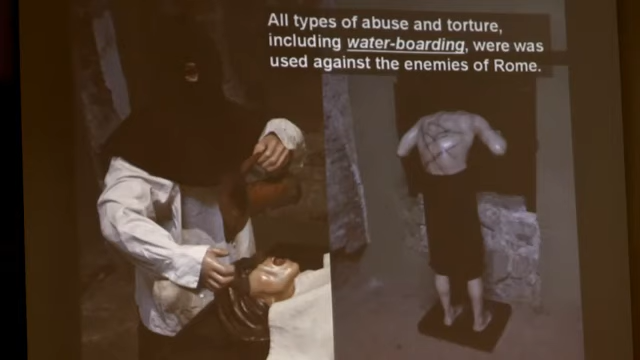 All types of abuse and torture,
including water-boarding, were was
used against the enemies of Rome.